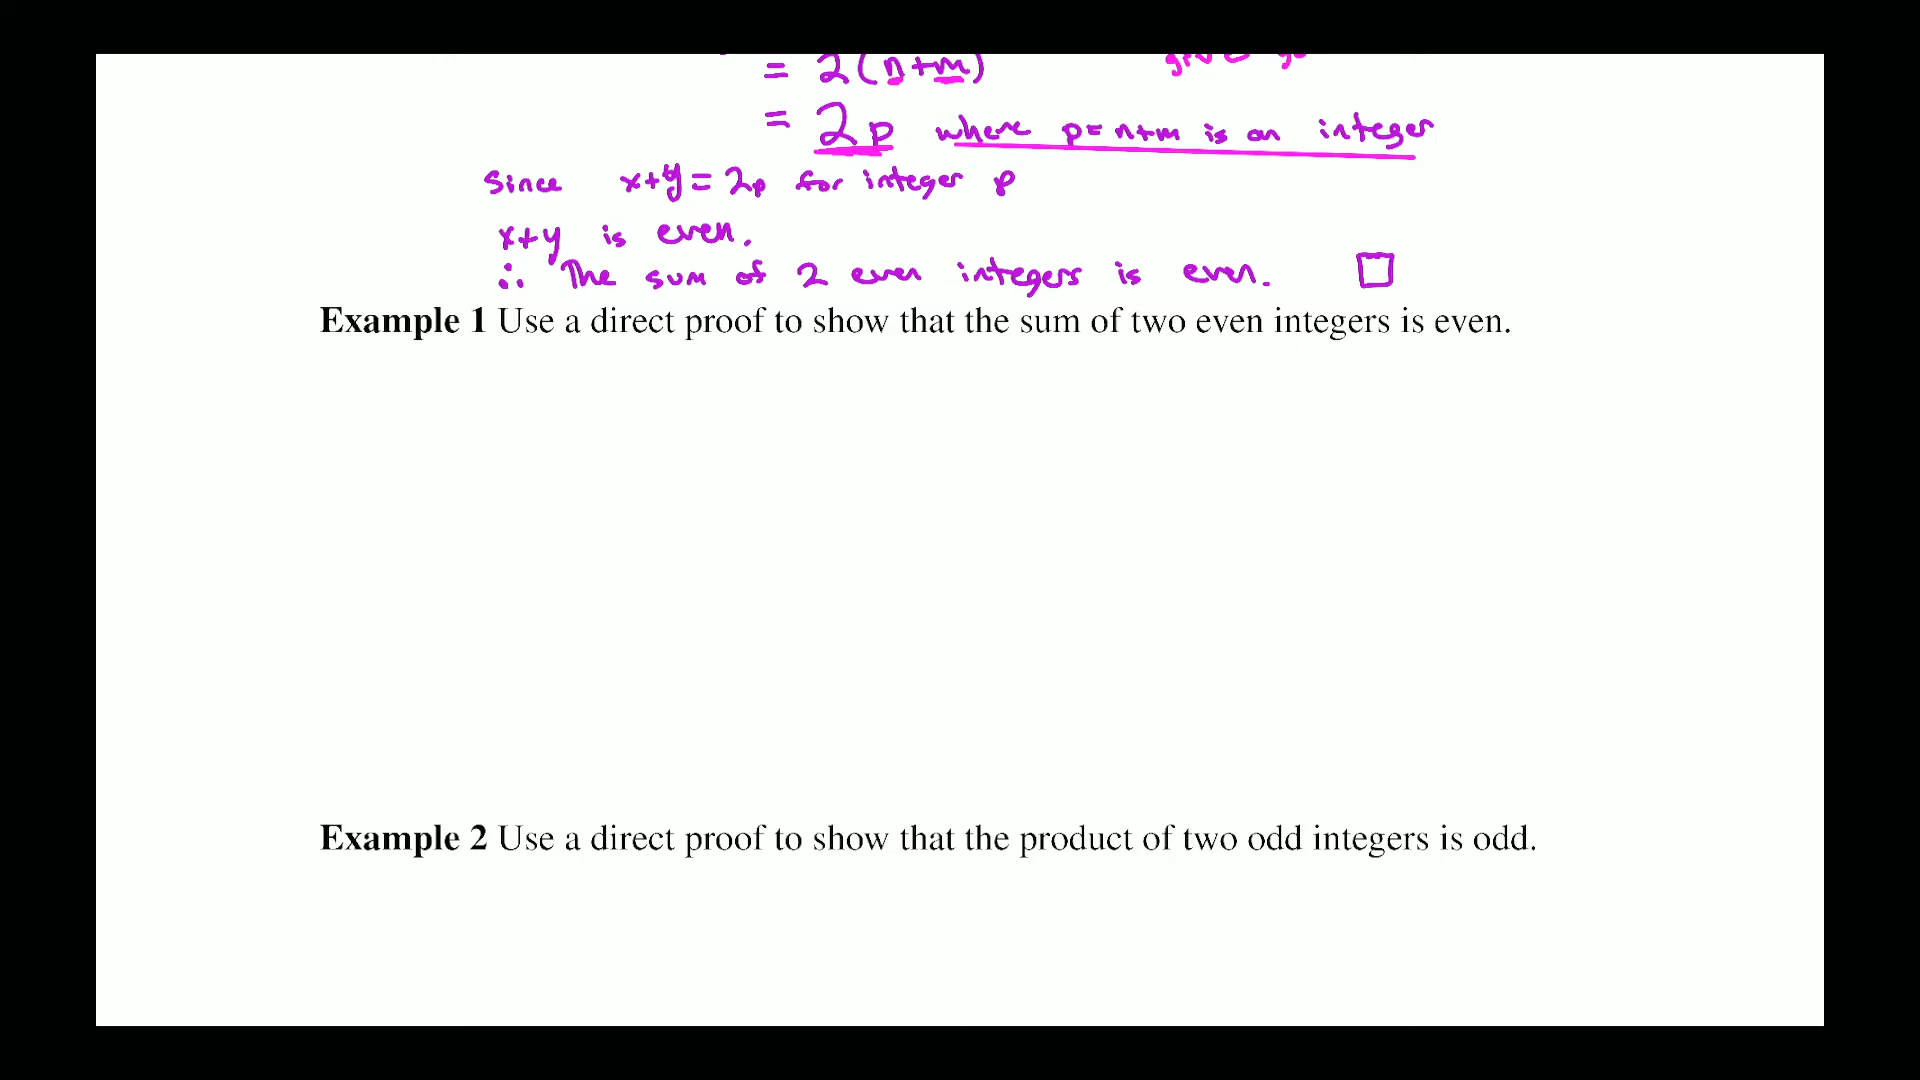 = 2(n+m)
= 2p where p = n+m is an integer
Since x+y = 2p for integer p
x+y is even.
∴ The sum of 2 even integers is even. □
Example 1 Use a direct proof to show that the sum of two even integers is even.
Example 2 Use a direct proof to show that the product of two odd integers is odd.